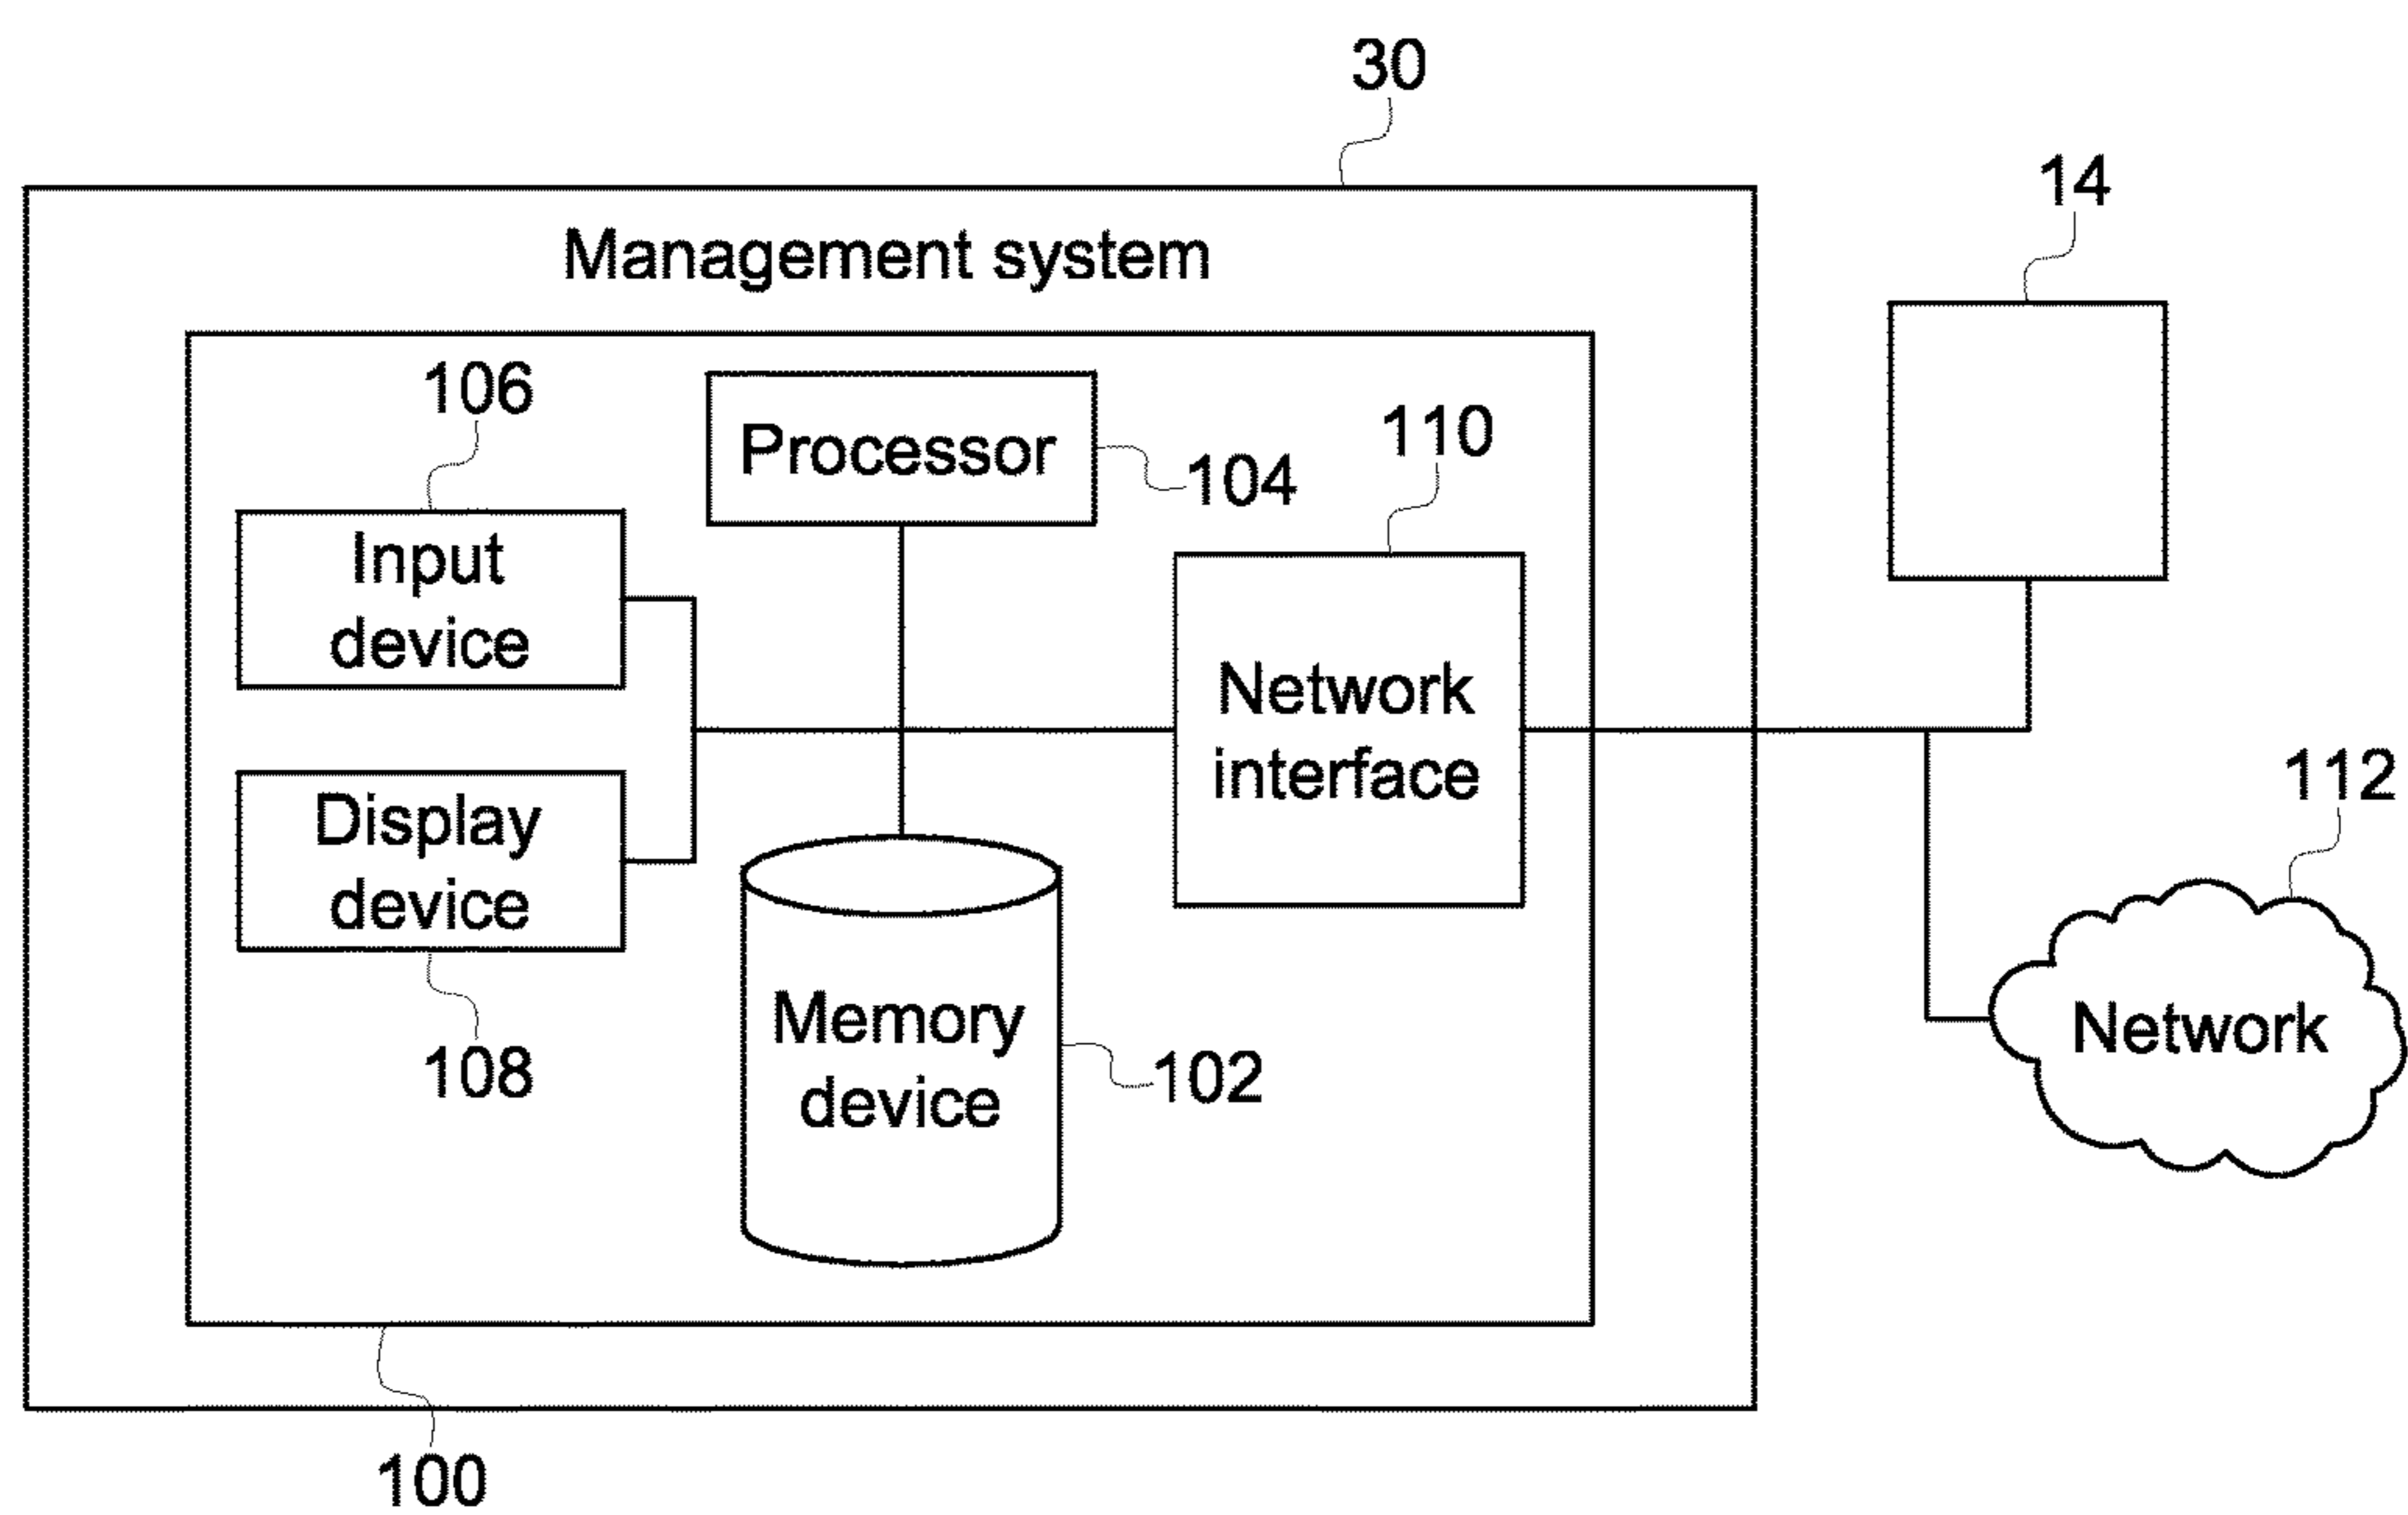 30
14
Management system
106
Processor
104
110
Input
device
Network
interface
112
Display
device
Memory
device
Network
108
102
100